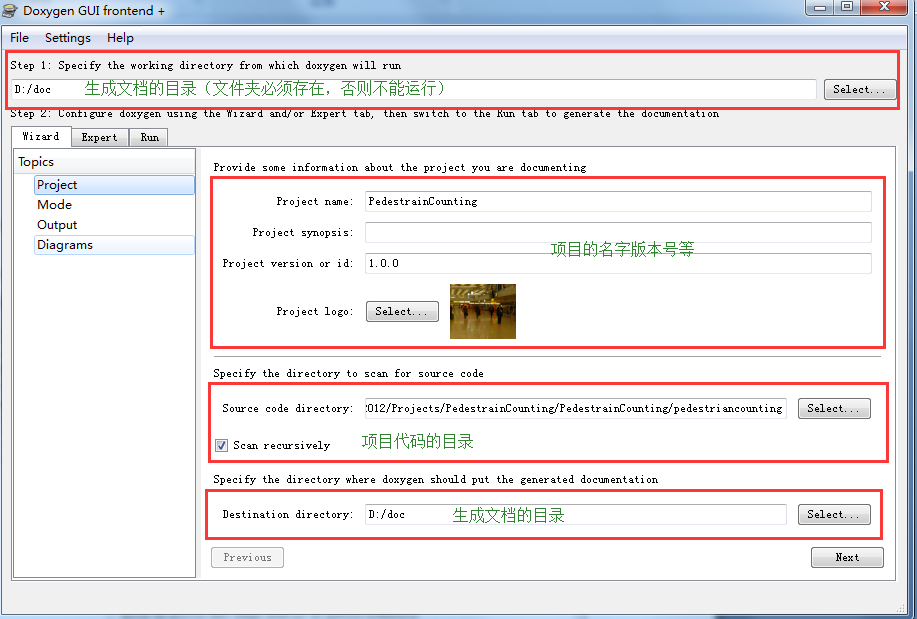 Doxygen GUI frontend +
File Settings Help
Step 1: Specify the working directory from which doxygen will run
D:/doc 生成文档的目录（文件夹必须存在，否则不能运行） Select...
Step 2: Configure doxygen using the Wizard and/or Expert tab, then switch to the Run tab to generate the documentation
Wizard Expert Run
Topics
Project
Mode
Output
Diagrams
Provide some information about the project you are documenting
Project name: PedestrainCounting
Project synopsis:
项目的名字版本号等
Project version or id: 1.0.0
Project logo: Select...
Specify the directory to scan for source code
Source code directory: 2012/Projects/PedestrainCounting/PedestrainCounting/pedestriancounting Select...
Scan recursively 项目代码的目录
Specify the directory where doxygen should put the generated documentation
Destination directory: D:/doc 生成文档的目录 Select...
Previous Next